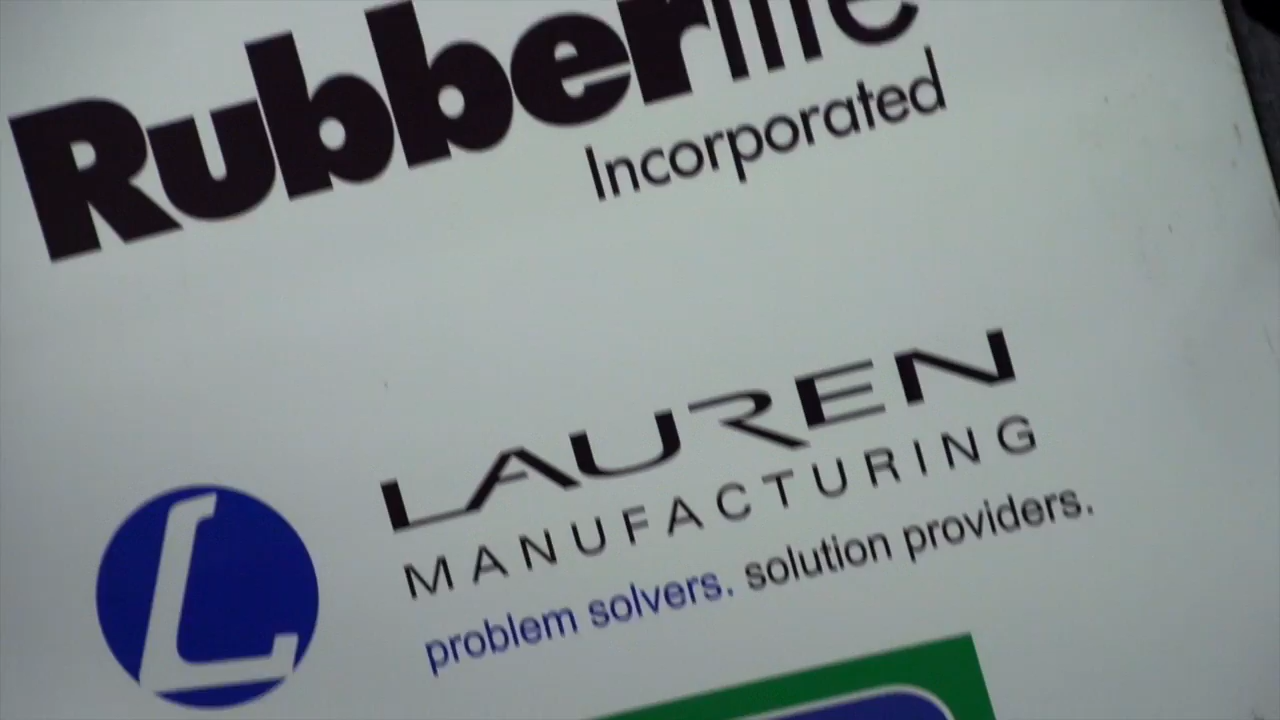 Rubberlite
Incorporated
L
LAUREN
MANUFACTURING
problem solvers. solution providers.